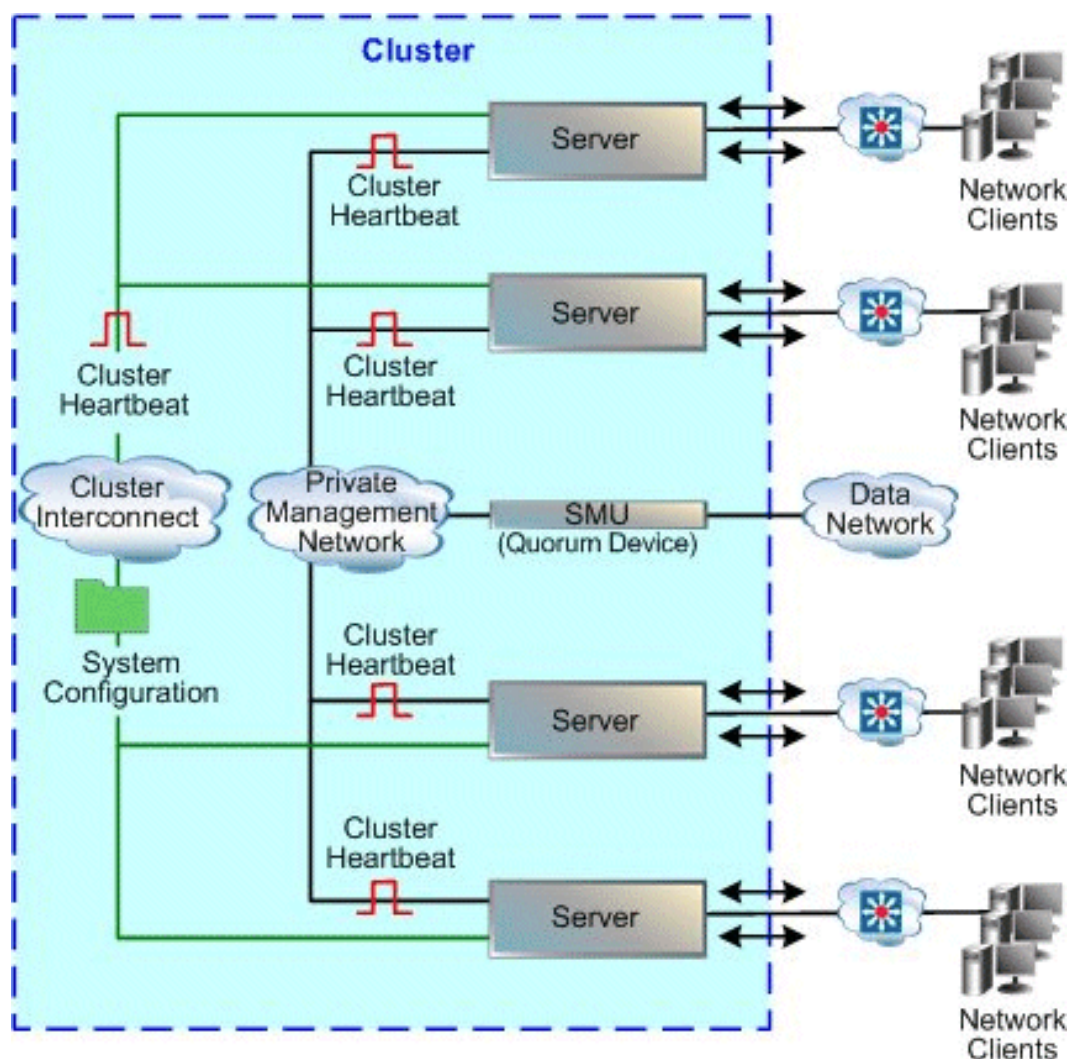 Cluster
Server
Cluster
Heartbeat
Network
Clients
Server
Cluster
Heartbeat
Network
Clients
Cluster
Heartbeat
Cluster
Interconnect
Private
Management
Network
SMU
(Quorum Device)
Data
Network
System
Configuration
Cluster
Heartbeat
Server
Network
Clients
Cluster
Heartbeat
Server
Network
Clients